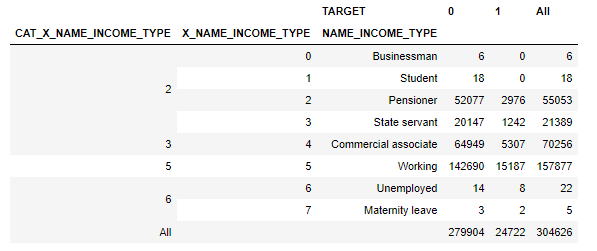 TARGET 0 1 All
CAT_X_NAME_INCOME_TYPE X_NAME_INCOME_TYPE NAME_INCOME_TYPE
2 0 Businessman 6 0 6
1 Student 18 0 18
2 Pensioner 52077 2976 55053
3 State servant 20147 1242 21389
3 4 Commercial associate 64949 5307 70256
5 5 Working 142690 15187 157877
6 6 Unemployed 14 8 22
7 Maternity leave 3 2 5
All 279904 24722 304626